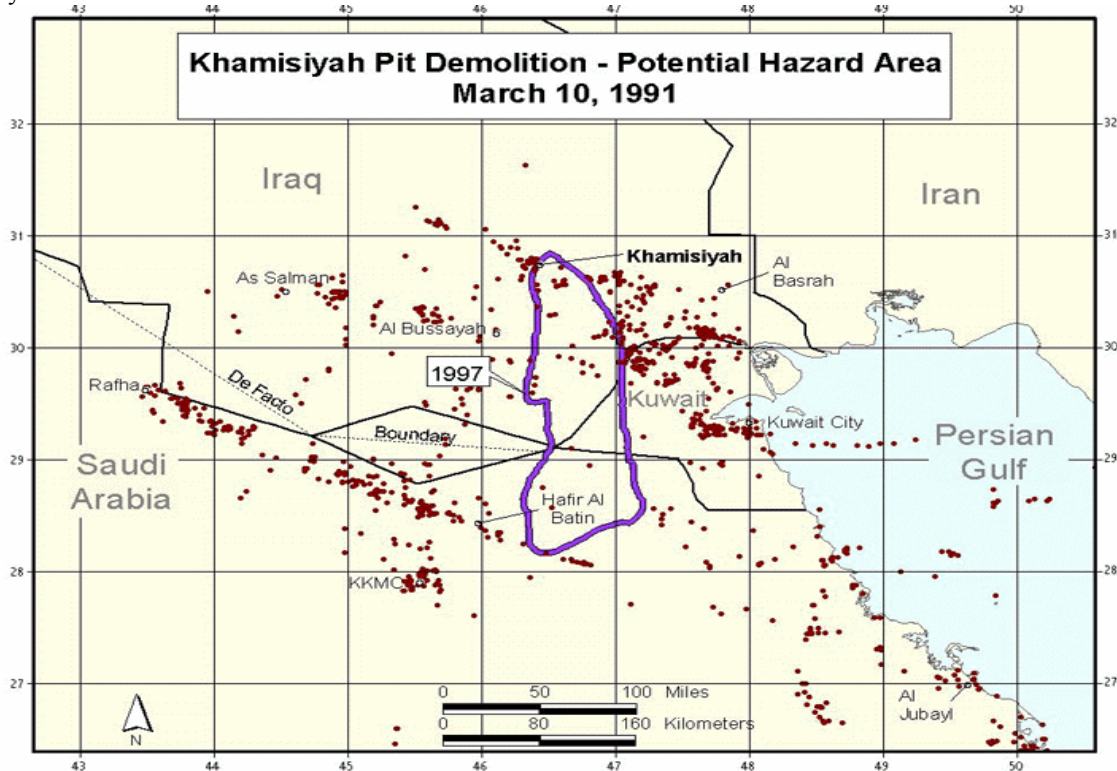 43 44 45 46 47 48 49 50
Khamisiyah Pit Demolition - Potential Hazard Area
March 10, 1991
32 32
Iraq
Iran
31 31
Khamisiyah
As Salman
Al
Basrah
Al Bussayah
30 30
1997
Rafha
De Facto
Kuwait
Boundary
Kuwait City
Persian
Gulf
29 29
Saudi
Arabia
Hafir Al
Batin
28 28
KKMC
27 27
Al
Jubayl
0 50 100 Miles
0 80 160 Kilometers
N
43 44 45 46 47 48 49 50